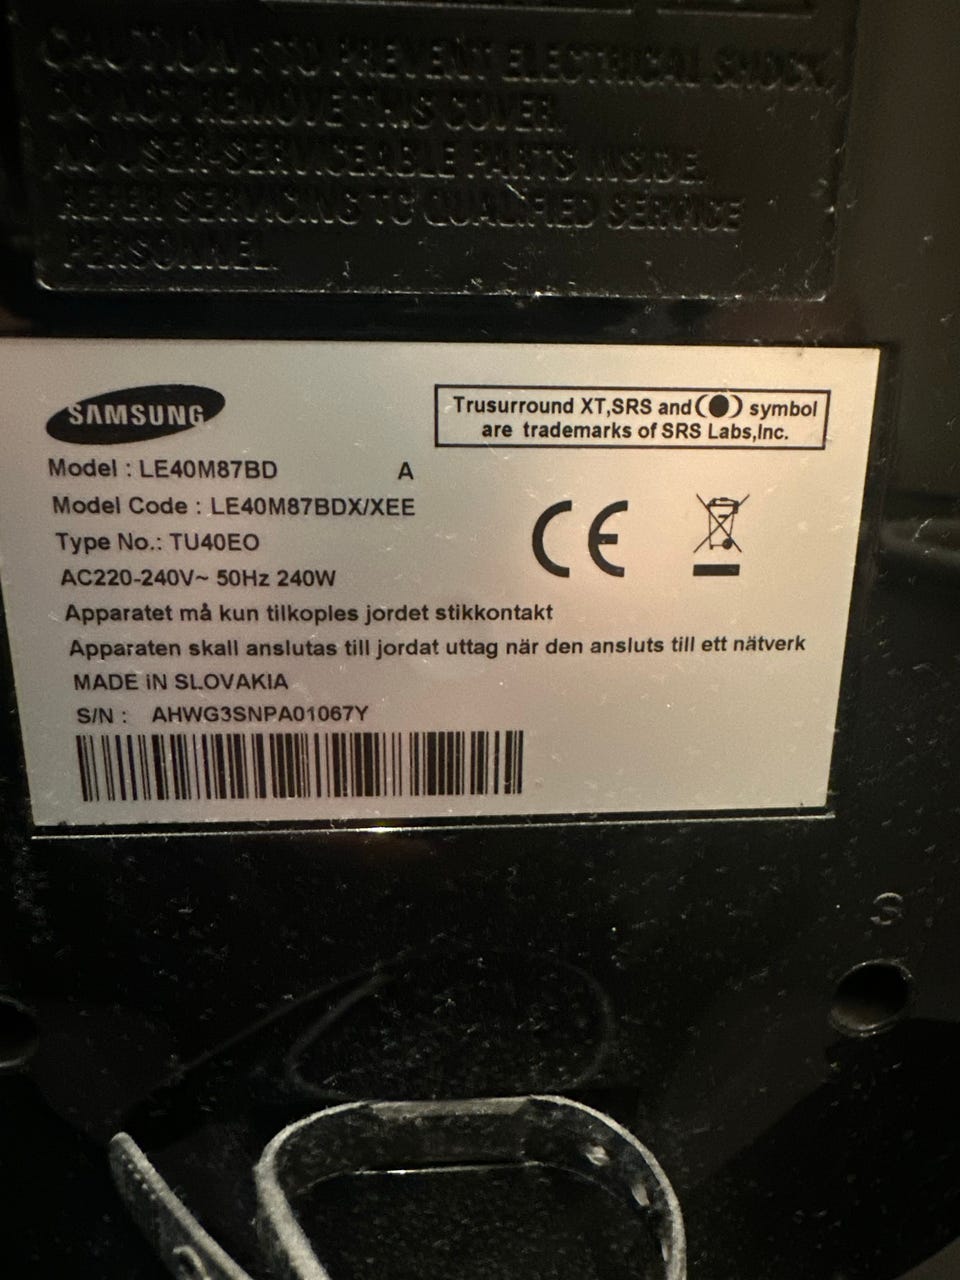 CAUTION : TO PREVENT ELECTRICAL SHOCK,
DO NOT REMOVE THIS COVER.
NO USER-SERVICEABLE PARTS INSIDE.
REFER SERVICING TO QUALIFIED SERVICE
PERSONNEL.
SAMSUNG
Trusurround XT,SRS and symbol
are trademarks of SRS Labs,Inc.
Model : LE40M87BD A
Model Code : LE40M87BDX/XEE
Type No.: TU40EO
AC220-240V~ 50Hz 240W
CE
Apparatet må kun tilkoples jordet stikkontakt
Apparaten skall anslutas till jordat uttag när den ansluts till ett nätverk
MADE iN SLOVAKIA
S/N : AHWG3SNPA01067Y
3